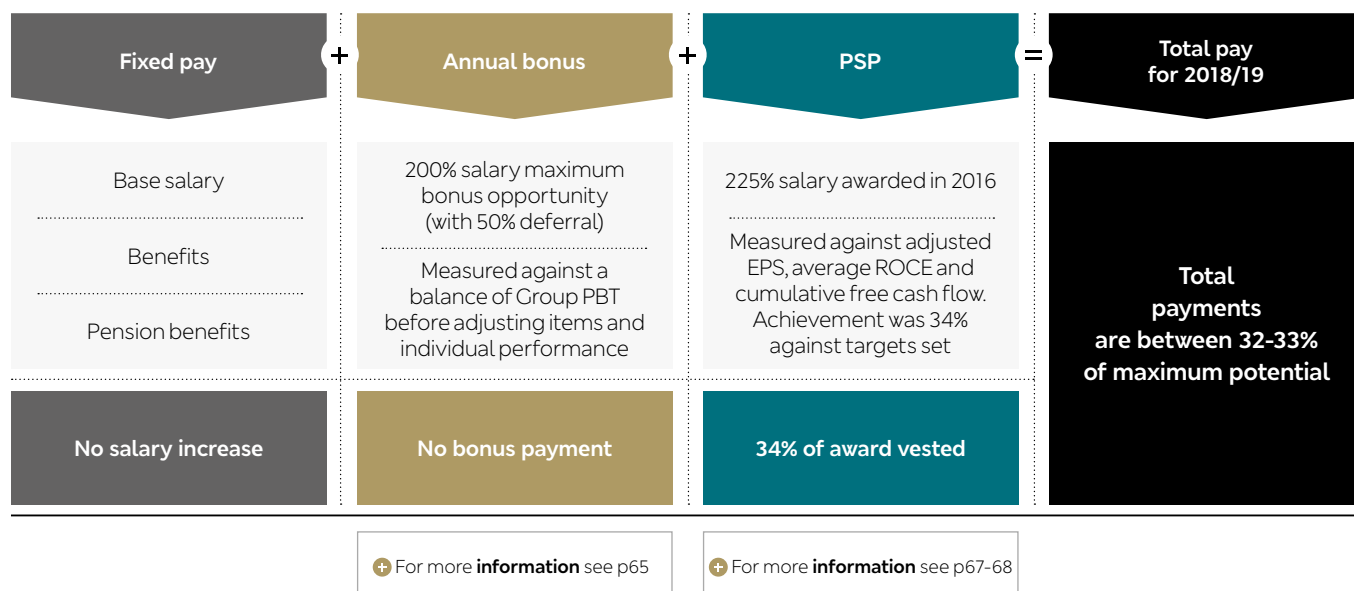 Fixed pay
+
Annual bonus
+
PSP
=
Total pay
for 2018/19
Base salary
Benefits
Pension benefits
200% salary maximum
bonus opportunity
(with 50% deferral)
Measured against a
balance of Group PBT
before adjusting items and
individual performance
225% salary awarded in 2016
Measured against adjusted
EPS, average ROCE and
cumulative free cash flow.
Achievement was 34%
against targets set
Total
payments
are between 32-33%
of maximum potential
No salary increase
No bonus payment
34% of award vested
+ For more information see p65
+ For more information see p67-68